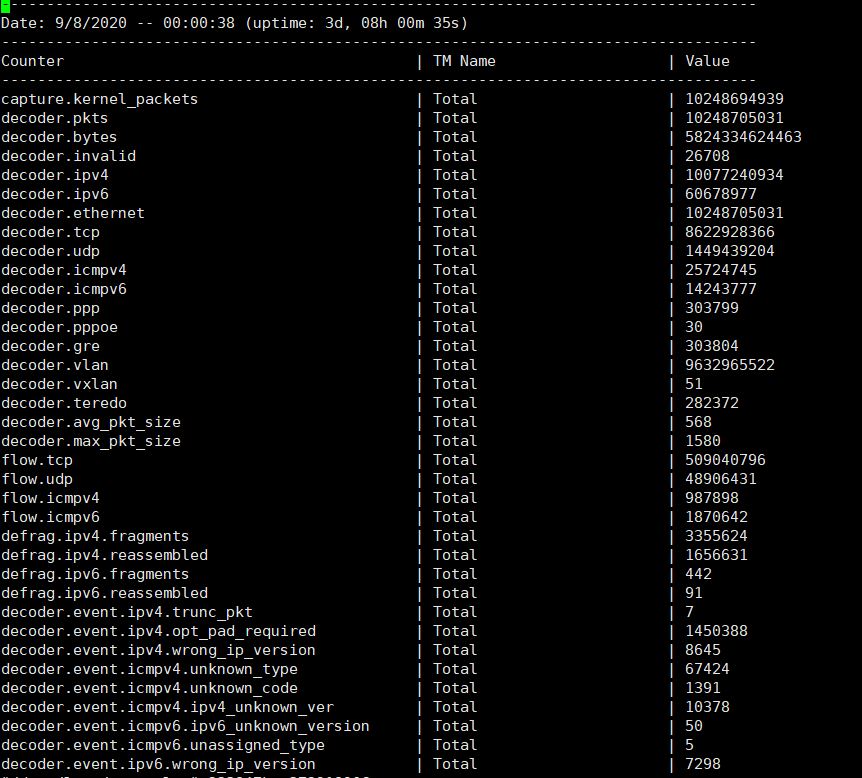 --------------------------------------------------------------------------------
Date: 9/8/2020 -- 00:00:38 (uptime: 3d, 08h 00m 35s)
------------------------------------------------------------------------------------
Counter | TM Name | Value
------------------------------------------------------------------------------------
capture.kernel_packets | Total | 10248694939
decoder.pkts | Total | 10248705031
decoder.bytes | Total | 5824334624463
decoder.invalid | Total | 26708
decoder.ipv4 | Total | 10077240934
decoder.ipv6 | Total | 60678977
decoder.ethernet | Total | 10248705031
decoder.tcp | Total | 8622928366
decoder.udp | Total | 1449439204
decoder.icmpv4 | Total | 25724745
decoder.icmpv6 | Total | 14243777
decoder.ppp | Total | 303799
decoder.pppoe | Total | 30
decoder.gre | Total | 303804
decoder.vlan | Total | 9632965522
decoder.vxlan | Total | 51
decoder.teredo | Total | 282372
decoder.avg_pkt_size | Total | 568
decoder.max_pkt_size | Total | 1580
flow.tcp | Total | 509040796
flow.udp | Total | 48906431
flow.icmpv4 | Total | 987898
flow.icmpv6 | Total | 1870642
defrag.ipv4.fragments | Total | 3355624
defrag.ipv4.reassembled | Total | 1656631
defrag.ipv6.fragments | Total | 442
defrag.ipv6.reassembled | Total | 91
decoder.event.ipv4.trunc_pkt | Total | 7
decoder.event.ipv4.opt_pad_required | Total | 1450388
decoder.event.ipv4.wrong_ip_version | Total | 8645
decoder.event.icmpv4.unknown_type | Total | 67424
decoder.event.icmpv4.unknown_code | Total | 1391
decoder.event.icmpv4.ipv4_unknown_ver | Total | 10378
decoder.event.icmpv6.ipv6_unknown_version | Total | 50
decoder.event.icmpv6.unassigned_type | Total | 5
decoder.event.ipv6.wrong_ip_version | Total | 7298